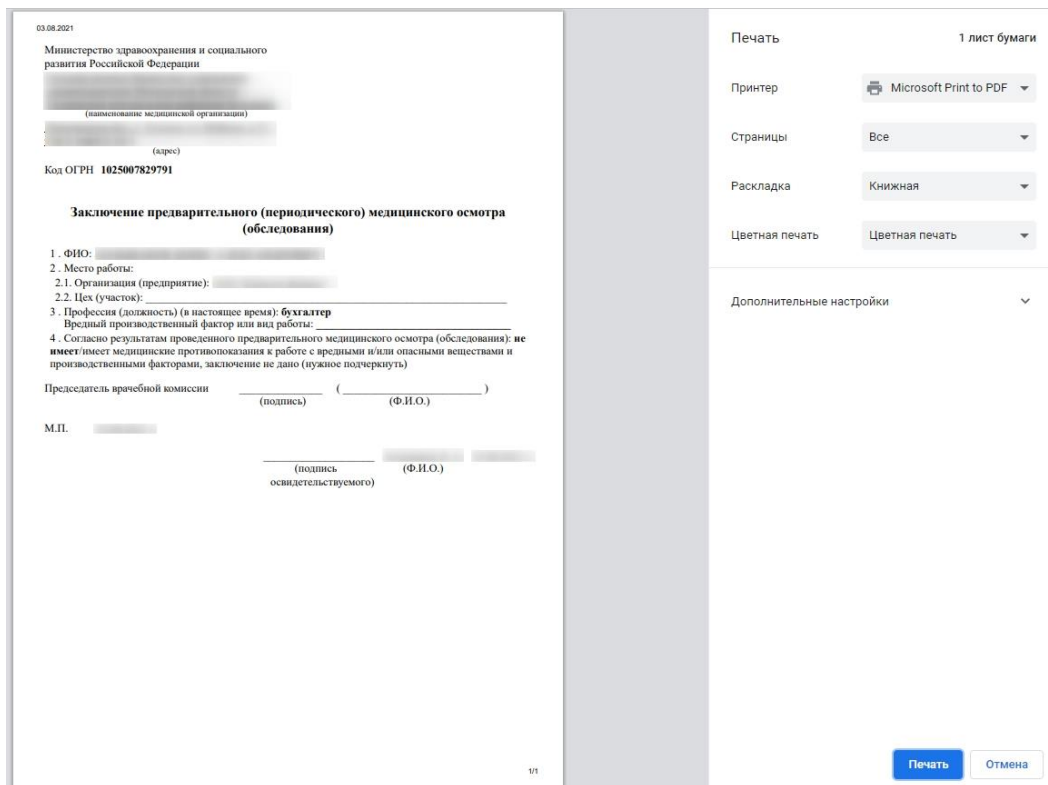 03.08.2021
Министерство здравоохранения и социального
развития Российской Федерации
(наименование медицинской организации)
(адрес)
Код ОГРН 1025007829791
Заключение предварительного (периодического) медицинского осмотра
(обследования)
1 . ФИО:
2 . Место работы:
2.1. Организация (предприятие):
2.2. Цех (участок):
3 . Профессия (должность) (в настоящее время): бухгалтер
Вредный производственный фактор или вид работы:
4 . Согласно результатам проведенного предварительного медицинского осмотра (обследования): не
имеет/имеет медицинские противопоказания к работе с вредными и/или опасными веществами и
производственными факторами, заключение не дано (нужное подчеркнуть)
Председатель врачебной комиссии ( )
(подпись) (Ф.И.О.)
М.П.
(подпись (Ф.И.О.)
освидетельствуемого)
1/1
Печать 1 лист бумаги
Принтер Microsoft Print to PDF
Страницы Все
Раскладка Книжная
Цветная печать Цветная печать
Дополнительные настройки
Печать Отмена